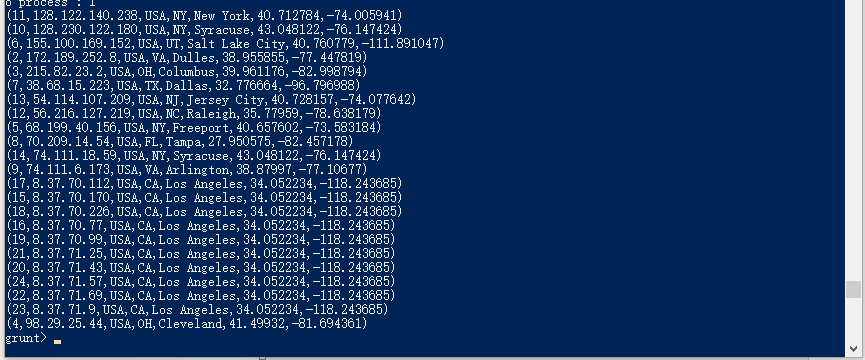 o process : 1
(11,128.122.140.238,USA,NY,New York,40.712784,-74.005941)
(10,128.230.122.180,USA,NY,Syracuse,43.048122,-76.147424)
(6,155.100.169.152,USA,UT,Salt Lake City,40.760779,-111.891047)
(2,172.189.252.8,USA,VA,Dulles,38.955855,-77.447819)
(3,215.82.23.2,USA,OH,Columbus,39.961176,-82.998794)
(7,38.68.15.223,USA,TX,Dallas,32.776664,-96.796988)
(13,54.114.107.209,USA,NJ,Jersey City,40.728157,-74.077642)
(12,56.216.127.219,USA,NC,Raleigh,35.77959,-78.638179)
(5,68.199.40.156,USA,NY,Freeport,40.657602,-73.583184)
(8,70.209.14.54,USA,FL,Tampa,27.950575,-82.457178)
(14,74.111.18.59,USA,NY,Syracuse,43.048122,-76.147424)
(9,74.111.6.173,USA,VA,Arlington,38.87997,-77.10677)
(17,8.37.70.112,USA,CA,Los Angeles,34.052234,-118.243685)
(15,8.37.70.170,USA,CA,Los Angeles,34.052234,-118.243685)
(18,8.37.70.226,USA,CA,Los Angeles,34.052234,-118.243685)
(16,8.37.70.77,USA,CA,Los Angeles,34.052234,-118.243685)
(19,8.37.70.99,USA,CA,Los Angeles,34.052234,-118.243685)
(21,8.37.71.25,USA,CA,Los Angeles,34.052234,-118.243685)
(20,8.37.71.43,USA,CA,Los Angeles,34.052234,-118.243685)
(24,8.37.71.57,USA,CA,Los Angeles,34.052234,-118.243685)
(22,8.37.71.69,USA,CA,Los Angeles,34.052234,-118.243685)
(23,8.37.71.9,USA,CA,Los Angeles,34.052234,-118.243685)
(4,98.29.25.44,USA,OH,Cleveland,41.49932,-81.694361)
grunt>